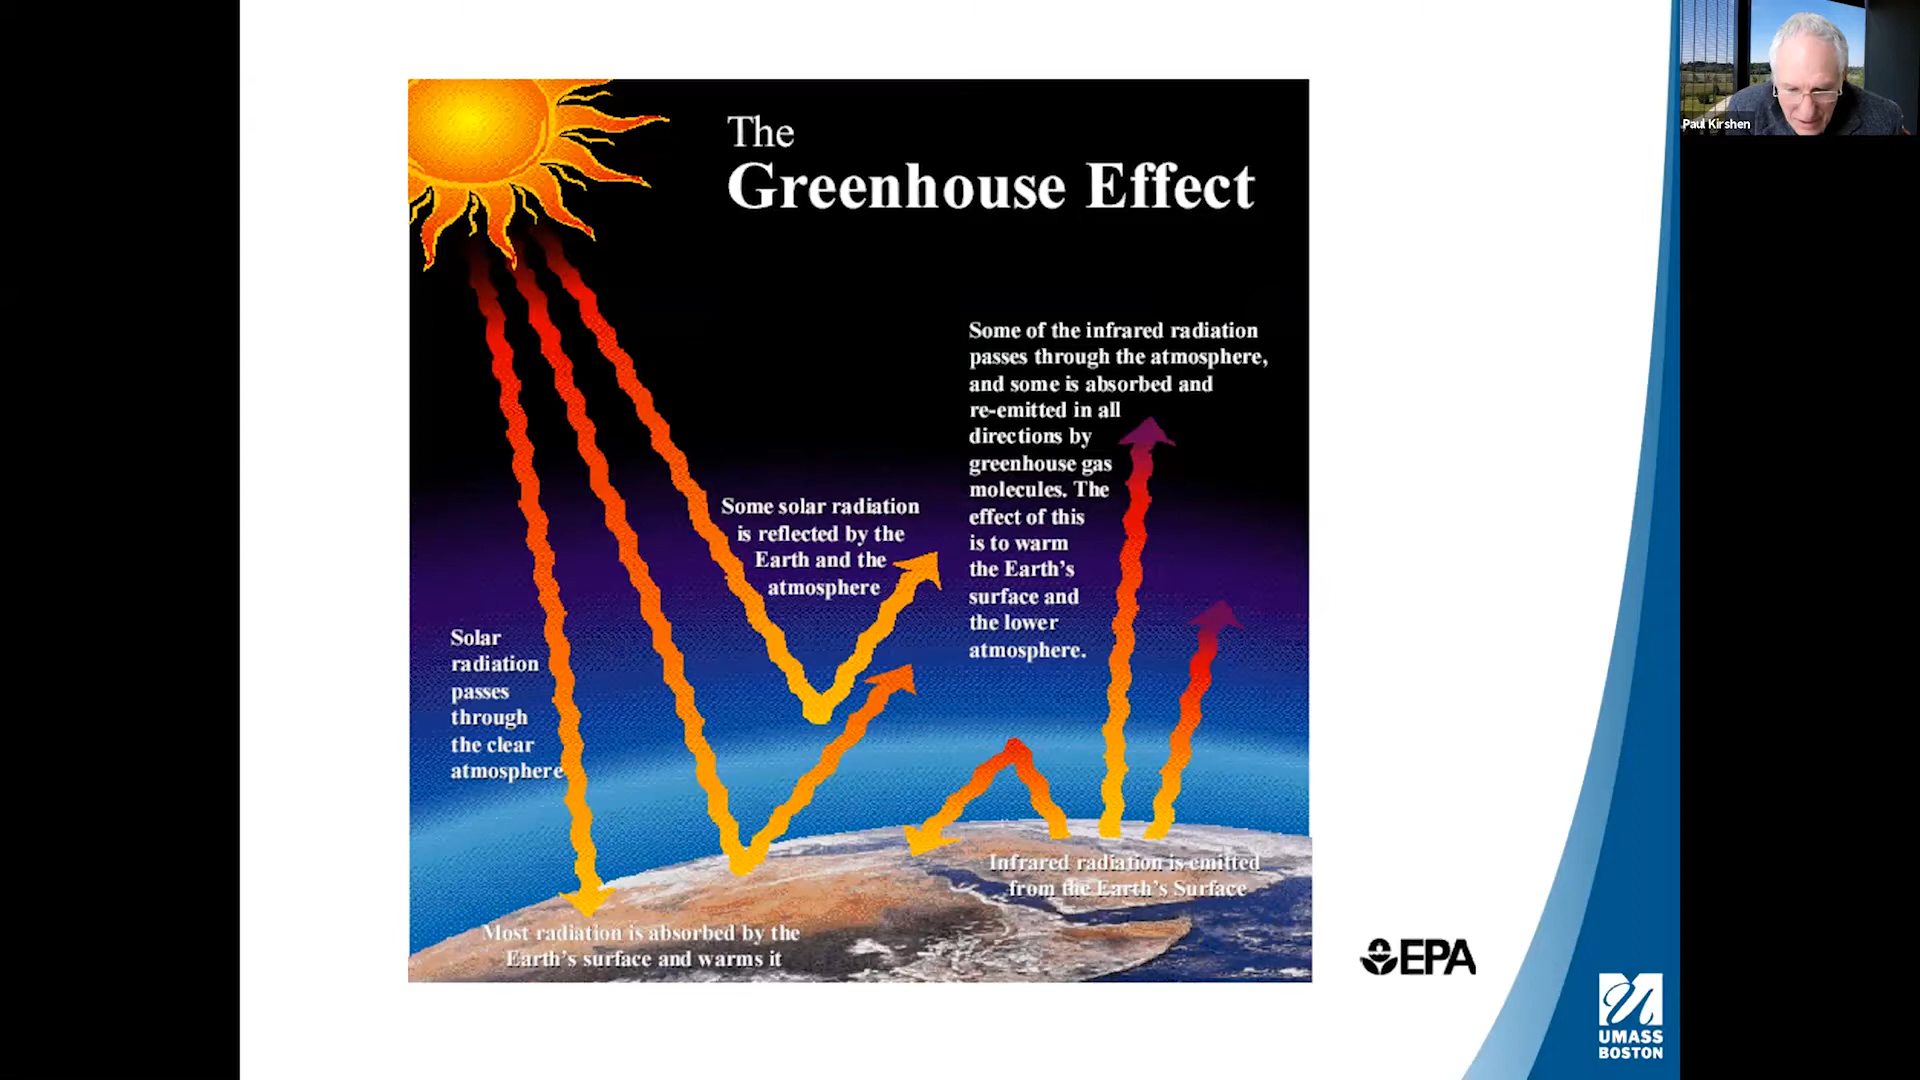 Paul Kirshen
The
Greenhouse Effect
Some of the infrared radiation
passes through the atmosphere,
and some is absorbed and
re-emitted in all
directions by
greenhouse gas
molecules. The
effect of this
is to warm
the Earth's
surface and
the lower
atmosphere.
Some solar radiation
is reflected by the
Earth and the
atmosphere
Solar
radiation
passes
through
the clear
atmosphere
Infrared radiation is emitted
from the Earth's Surface
Most radiation is absorbed by the
Earth's surface and warms it
EPA
UMASS
BOSTON